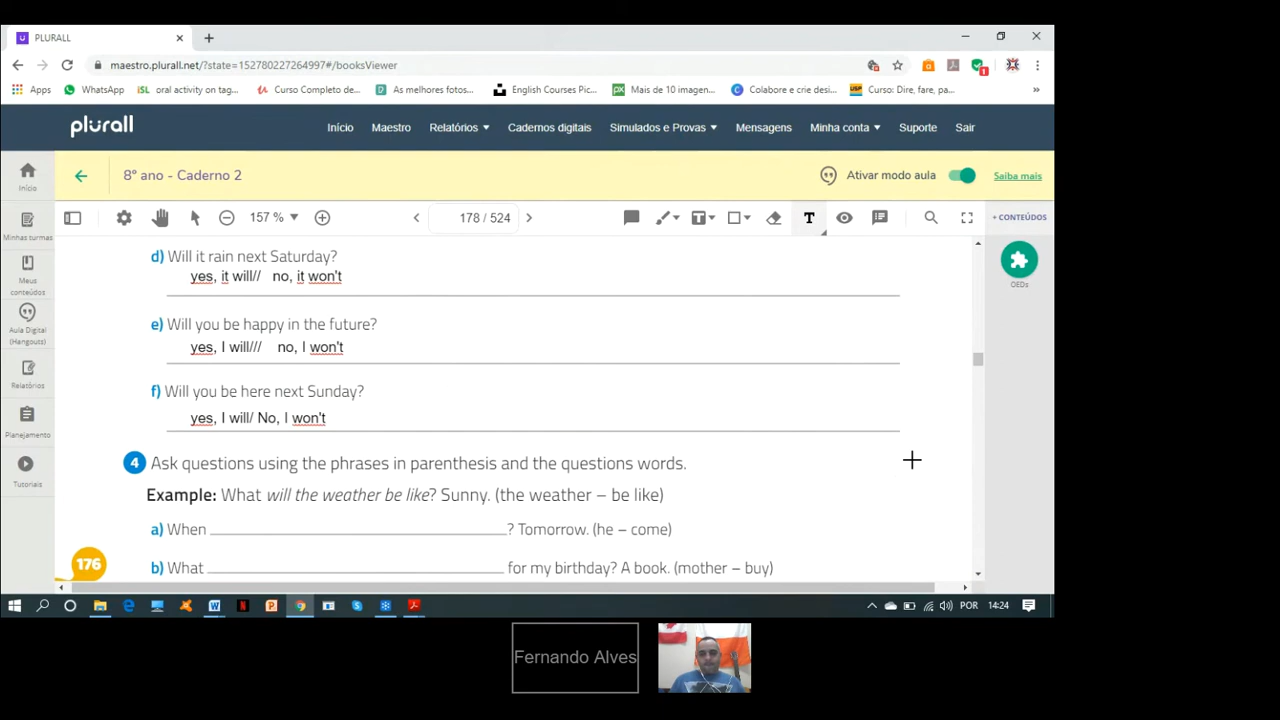 PLURALL
maestro.plurall.net/?state=152780227264997#/booksViewer
Apps WhatsApp iSL oral activity on tag... Curso Completo de... As melhores fotos... English Courses Pic... Mais de 10 imagen... Colabore e crie desi... USP Curso: Dire, fare, pa... »
plurall Início Maestro Relatórios Cadernos digitais Simulados e Provas Mensagens Minha conta Suporte Sair
8º ano - Caderno 2 Ativar modo aula Saiba mais
157 % 178 / 524 T + CONTEÚDOS
Início
Minhas turmas
Meus conteúdos
Aula Digital (Hangouts)
Relatórios
Planejamento
Tutoriais
OEDs
d) Will it rain next Saturday?
yes, it will// no, it won't
e) Will you be happy in the future?
yes, I will/// no, I won't
f) Will you be here next Sunday?
yes, I will/ No, I won't
4 Ask questions using the phrases in parenthesis and the questions words.
Example: What will the weather be like? Sunny. (the weather – be like)
a) When ? Tomorrow. (he – come)
b) What for my birthday? A book. (mother – buy)
176
POR 14:24
Fernando Alves